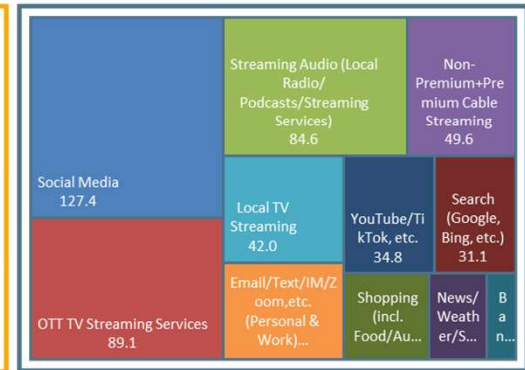 Social Media
127.4
OTT TV Streaming Services
89.1
Streaming Audio (Local
Radio/
Podcasts/Streaming
Services)
84.6
Non-
Premium+Pre
mium Cable
Streaming
49.6
Local TV
Streaming
42.0
YouTube/Ti
kTok, etc.
34.8
Search
(Google,
Bing, etc.)
31.1
Email/Text/IM/Z
oom,etc.
(Personal &
Work)...
Shopping
(incl.
Food/Au...
News/
Weath
er/S...
B
a
n...